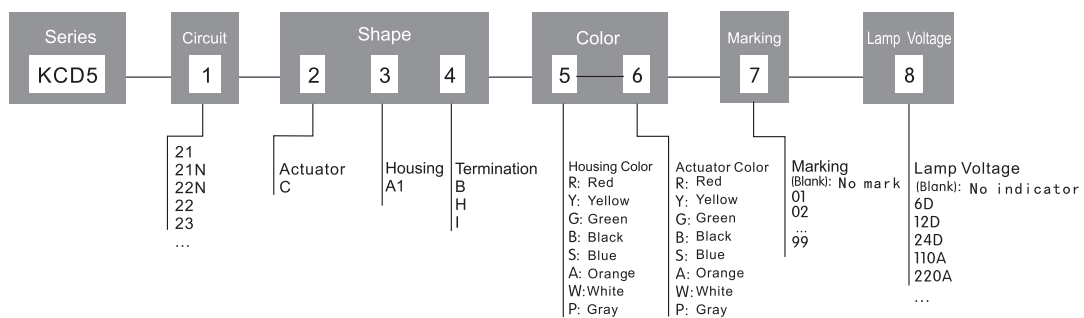 Series
KCD5
Circuit
1
21
21N
22N
22
23
...
Shape
2
3
4
Actuator
C
Housing
A1
Termination
B
H
I
Color
5
6
Housing Color
R: Red
Y: Yellow
G: Green
B: Black
S: Blue
A: Orange
W:White
P: Gray
Actuator Color
R: Red
Y: Yellow
G: Green
B: Black
S: Blue
A: Orange
W:White
P: Gray
Marking
7
Marking
(Blank): No mark
01
02
...
99
Lamp Voltage
8
Lamp Voltage
(Blank): No indicator
6D
12D
24D
110A
220A
...